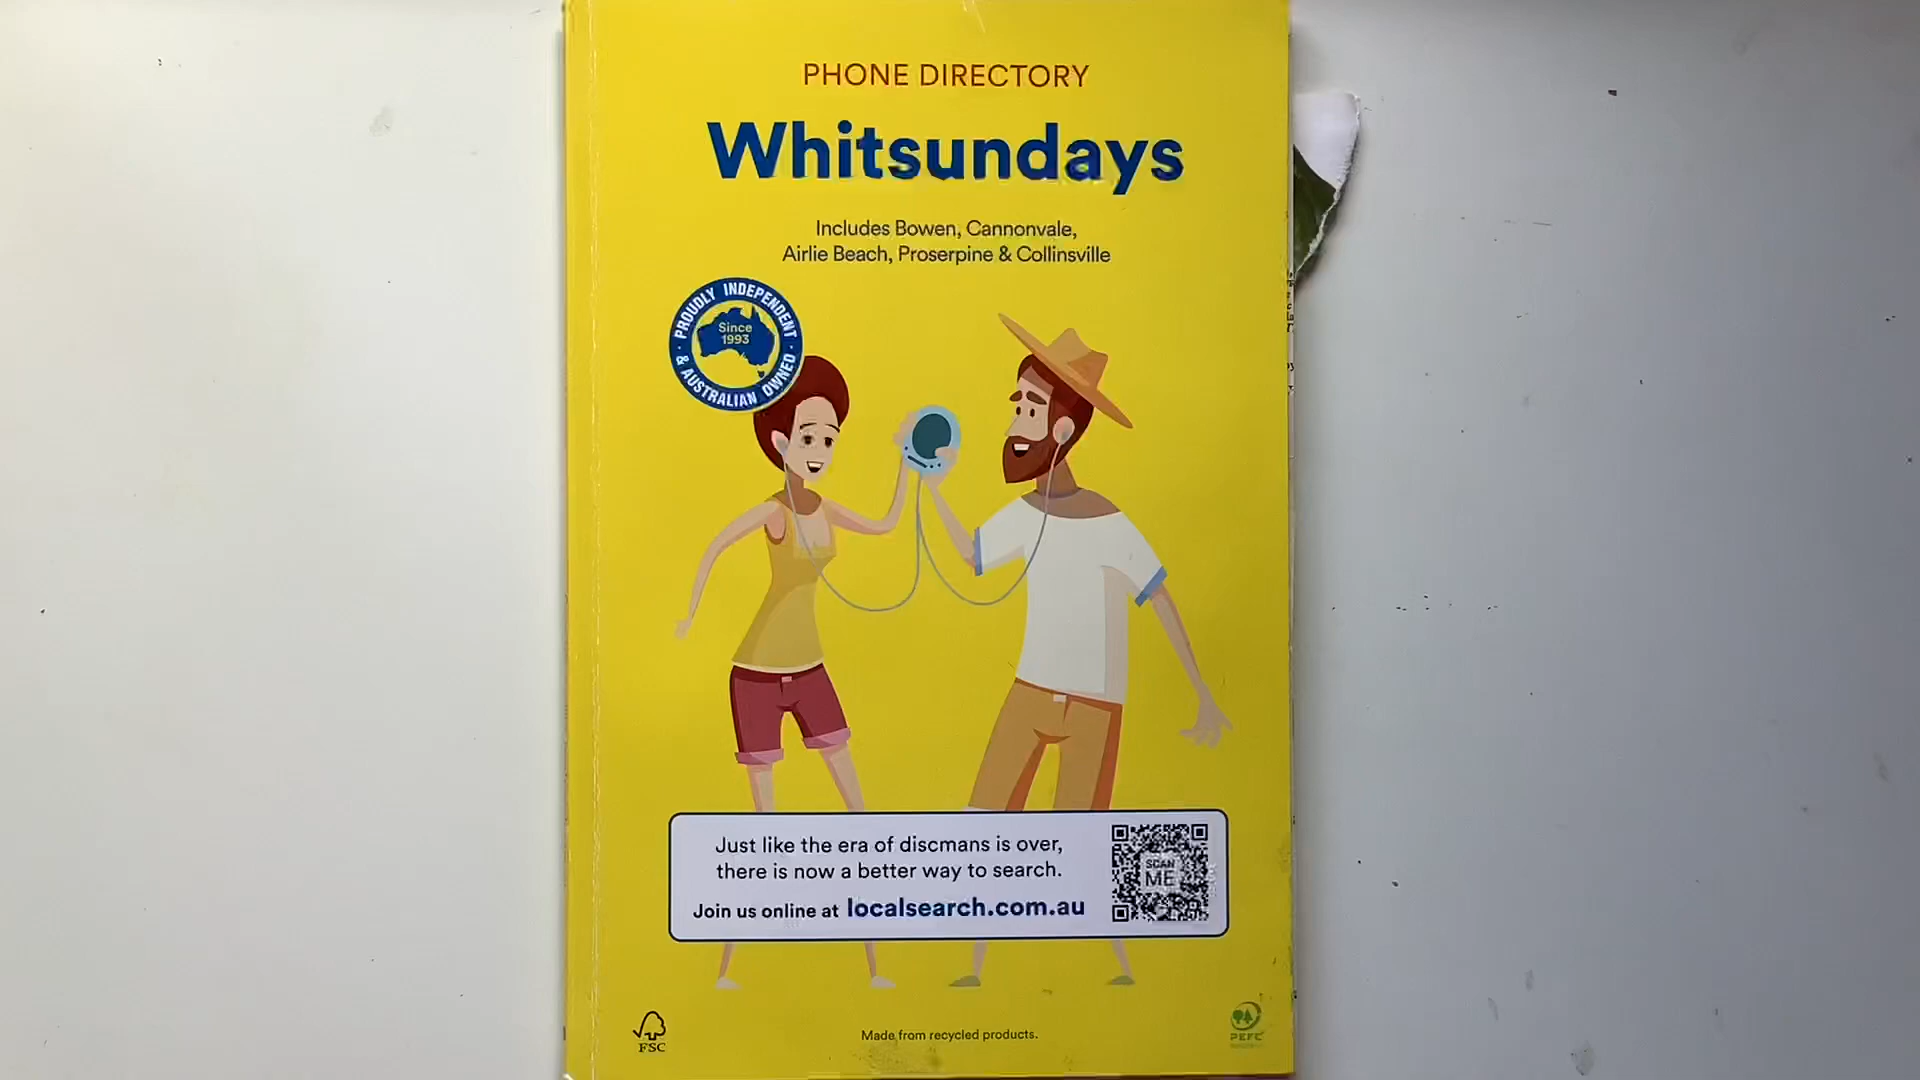 PHONE DIRECTORY
Whitsundays
Includes Bowen, Cannonvale,
Airlie Beach, Proserpine & Collinsville
PROUDLY INDEPENDENT
& AUSTRALIAN OWNED
Since
1993
Just like the era of discmans is over,
there is now a better way to search.
Join us online at localsearch.com.au
SCAN
ME
FSC
Made from recycled products.
PEFC